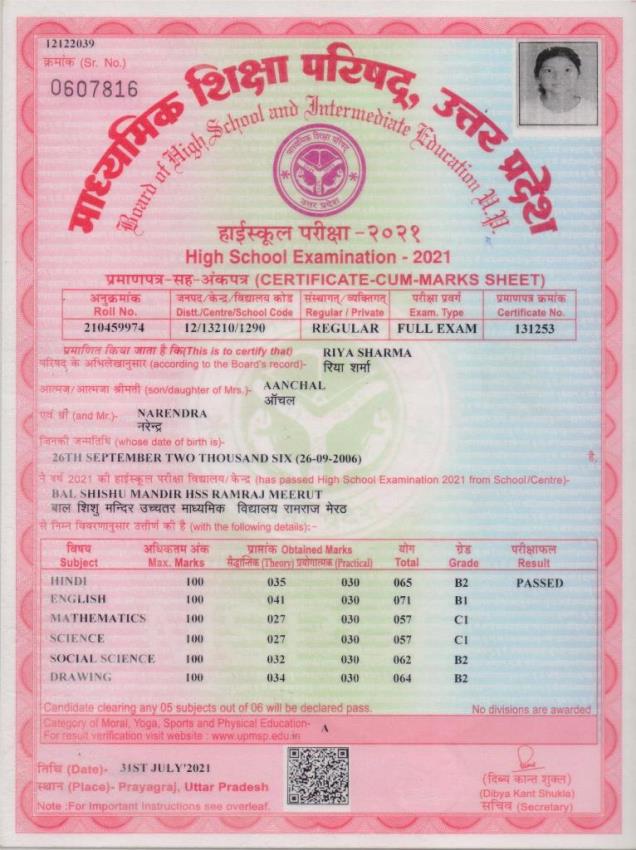 12122039
क्रमांक (Sr. No.)
0607816
माध्यमिक शिक्षा परिषद्, उत्तर प्रदेश
Board of High School and Intermediate Education U.P.
माध्यमिक शिक्षा परिषद्
उत्तर प्रदेश
हाईस्कूल परीक्षा -२०२१
High School Examination - 2021
प्रमाणपत्र-सह-अंकपत्र (CERTIFICATE-CUM-MARKS SHEET)
अनुक्रमांक जनपद/केन्द्र/विद्यालय कोड संस्थागत्/व्यक्तिगत् परीक्षा प्रवर्ग प्रमाणपत्र क्रमांक
Roll No. Distt./Centre/School Code Regular / Private Exam. Type Certificate No.
210459974 12/13210/1290 REGULAR FULL EXAM 131253
प्रमाणित किया जाता है कि(This is to certify that) RIYA SHARMA
परिषद के अभिलेखानुसार (according to the Board's record)- रिया शर्मा
आत्मज/आत्मजा श्रीमती (son/daughter of Mrs.)- AANCHAL
ऑचल
एवं श्री (and Mr.)- NARENDRA
नरेन्द्र
जिनकी जन्मतिथि (whose date of birth is)-
26TH SEPTEMBER TWO THOUSAND SIX (26-09-2006) है,
ने वर्ष 2021 की हाईस्कूल परीक्षा विद्यालय/केन्द्र (has passed High School Examination 2021 from School/Centre)-
BAL SHISHU MANDIR HSS RAMRAJ MEERUT
बाल शिशु मन्दिर उच्चतर माध्यमिक विद्यालय रामराज मेरठ
से निम्न विवरणानुसार उत्तीर्ण की है (with the following details):-
विषय अधिकतम अंक प्राप्तांक Obtained Marks योग ग्रेड परीक्षाफल
Subject Max. Marks सैद्धान्तिक (Theory) प्रयोगात्मक (Practical) Total Grade Result
HINDI 100 035 030 065 B2 PASSED
ENGLISH 100 041 030 071 B1
MATHEMATICS 100 027 030 057 C1
SCIENCE 100 027 030 057 C1
SOCIAL SCIENCE 100 032 030 062 B2
DRAWING 100 034 030 064 B2
Candidate clearing any 05 subjects out of 06 will be declared pass. No divisions are awarded
Category of Moral, Yoga, Sports and Physical Education- A
For result verification visit website : www.upmsp.edu.in
तिथि (Date)- 31ST JULY'2021
स्थान (Place)- Prayagraj, Uttar Pradesh
Note :For Important Instructions see overleaf.
(दिब्य कान्त शुक्ल)
(Dibya Kant Shukla)
सचिव (Secretary)